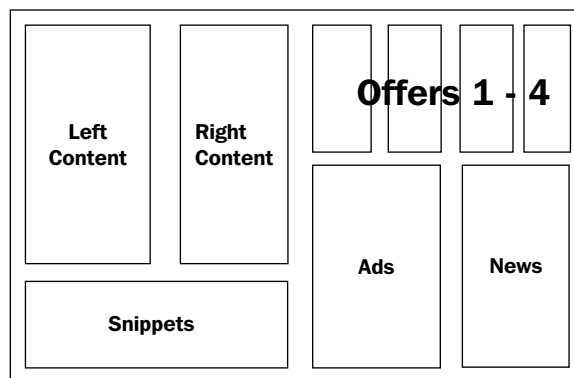 Offers 1 - 4
Left
Content
Right
Content
Ads
News
Snippets